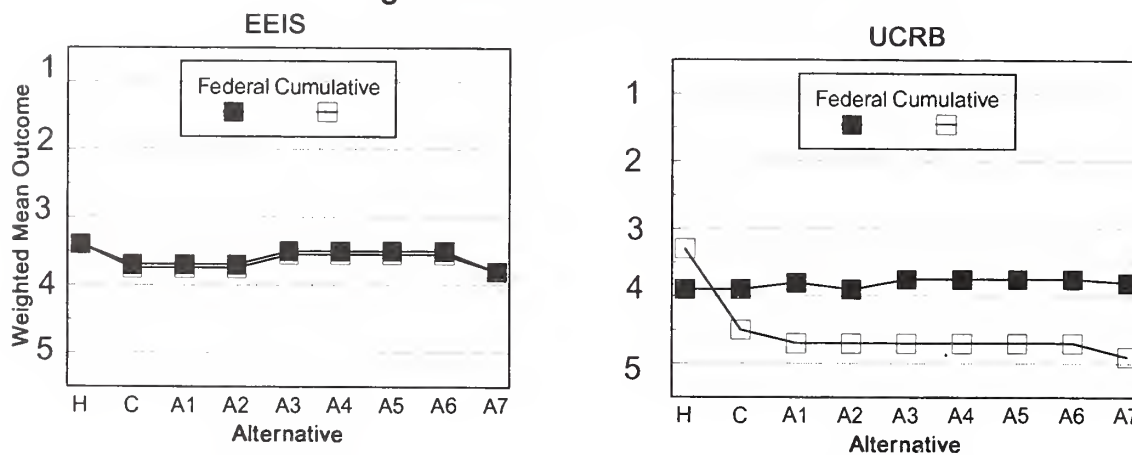 EEIS
Federal Cumulative
1
2
3
4
5
Weighted Mean Outcome
H C A1 A2 A3 A4 A5 A6 A7
Alternative
UCRB
Federal Cumulative
1
2
3
4
5
H C A1 A2 A3 A4 A5 A6 A7
Alternative